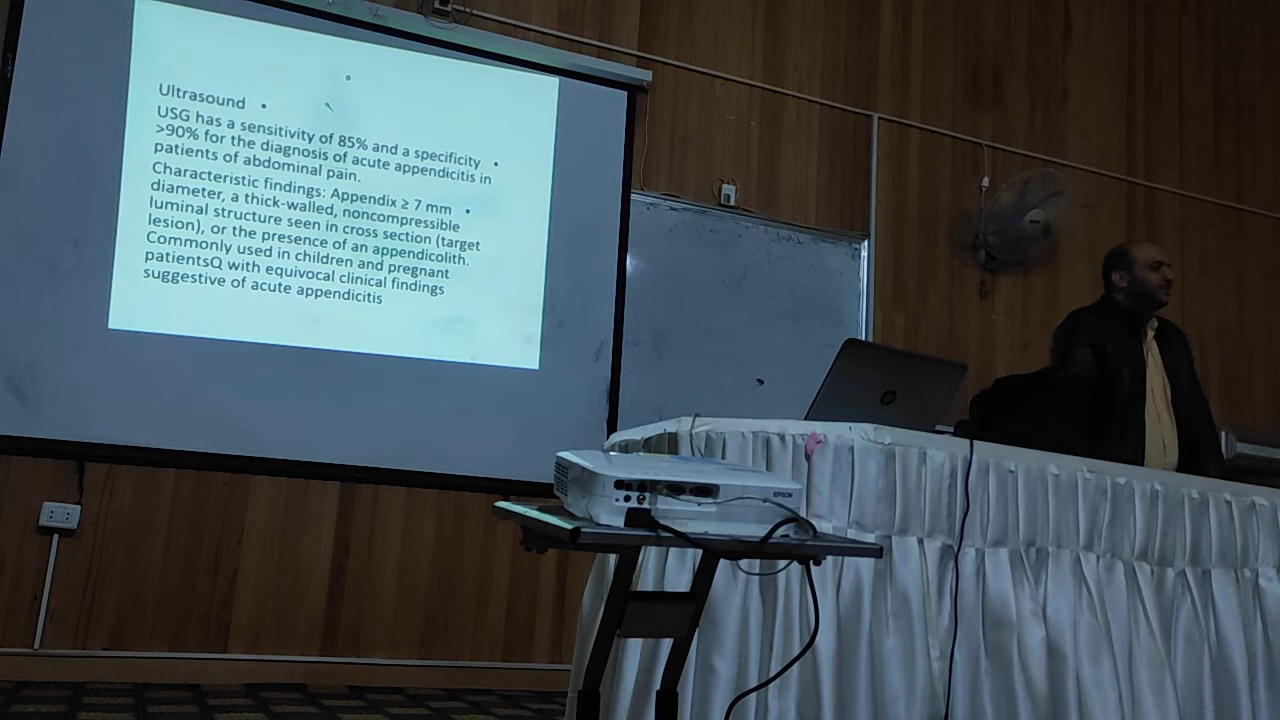 Ultrasound •
USG has a sensitivity of 85% and a specificity •
>90% for the diagnosis of acute appendicitis in
patients of abdominal pain.
Characteristic findings: Appendix ≥ 7 mm •
diameter, a thick-walled, noncompressible
luminal structure seen in cross section (target
lesion), or the presence of an appendicolith.
Commonly used in children and pregnant
patientsQ with equivocal clinical findings
suggestive of acute appendicitis
hp
EPSON